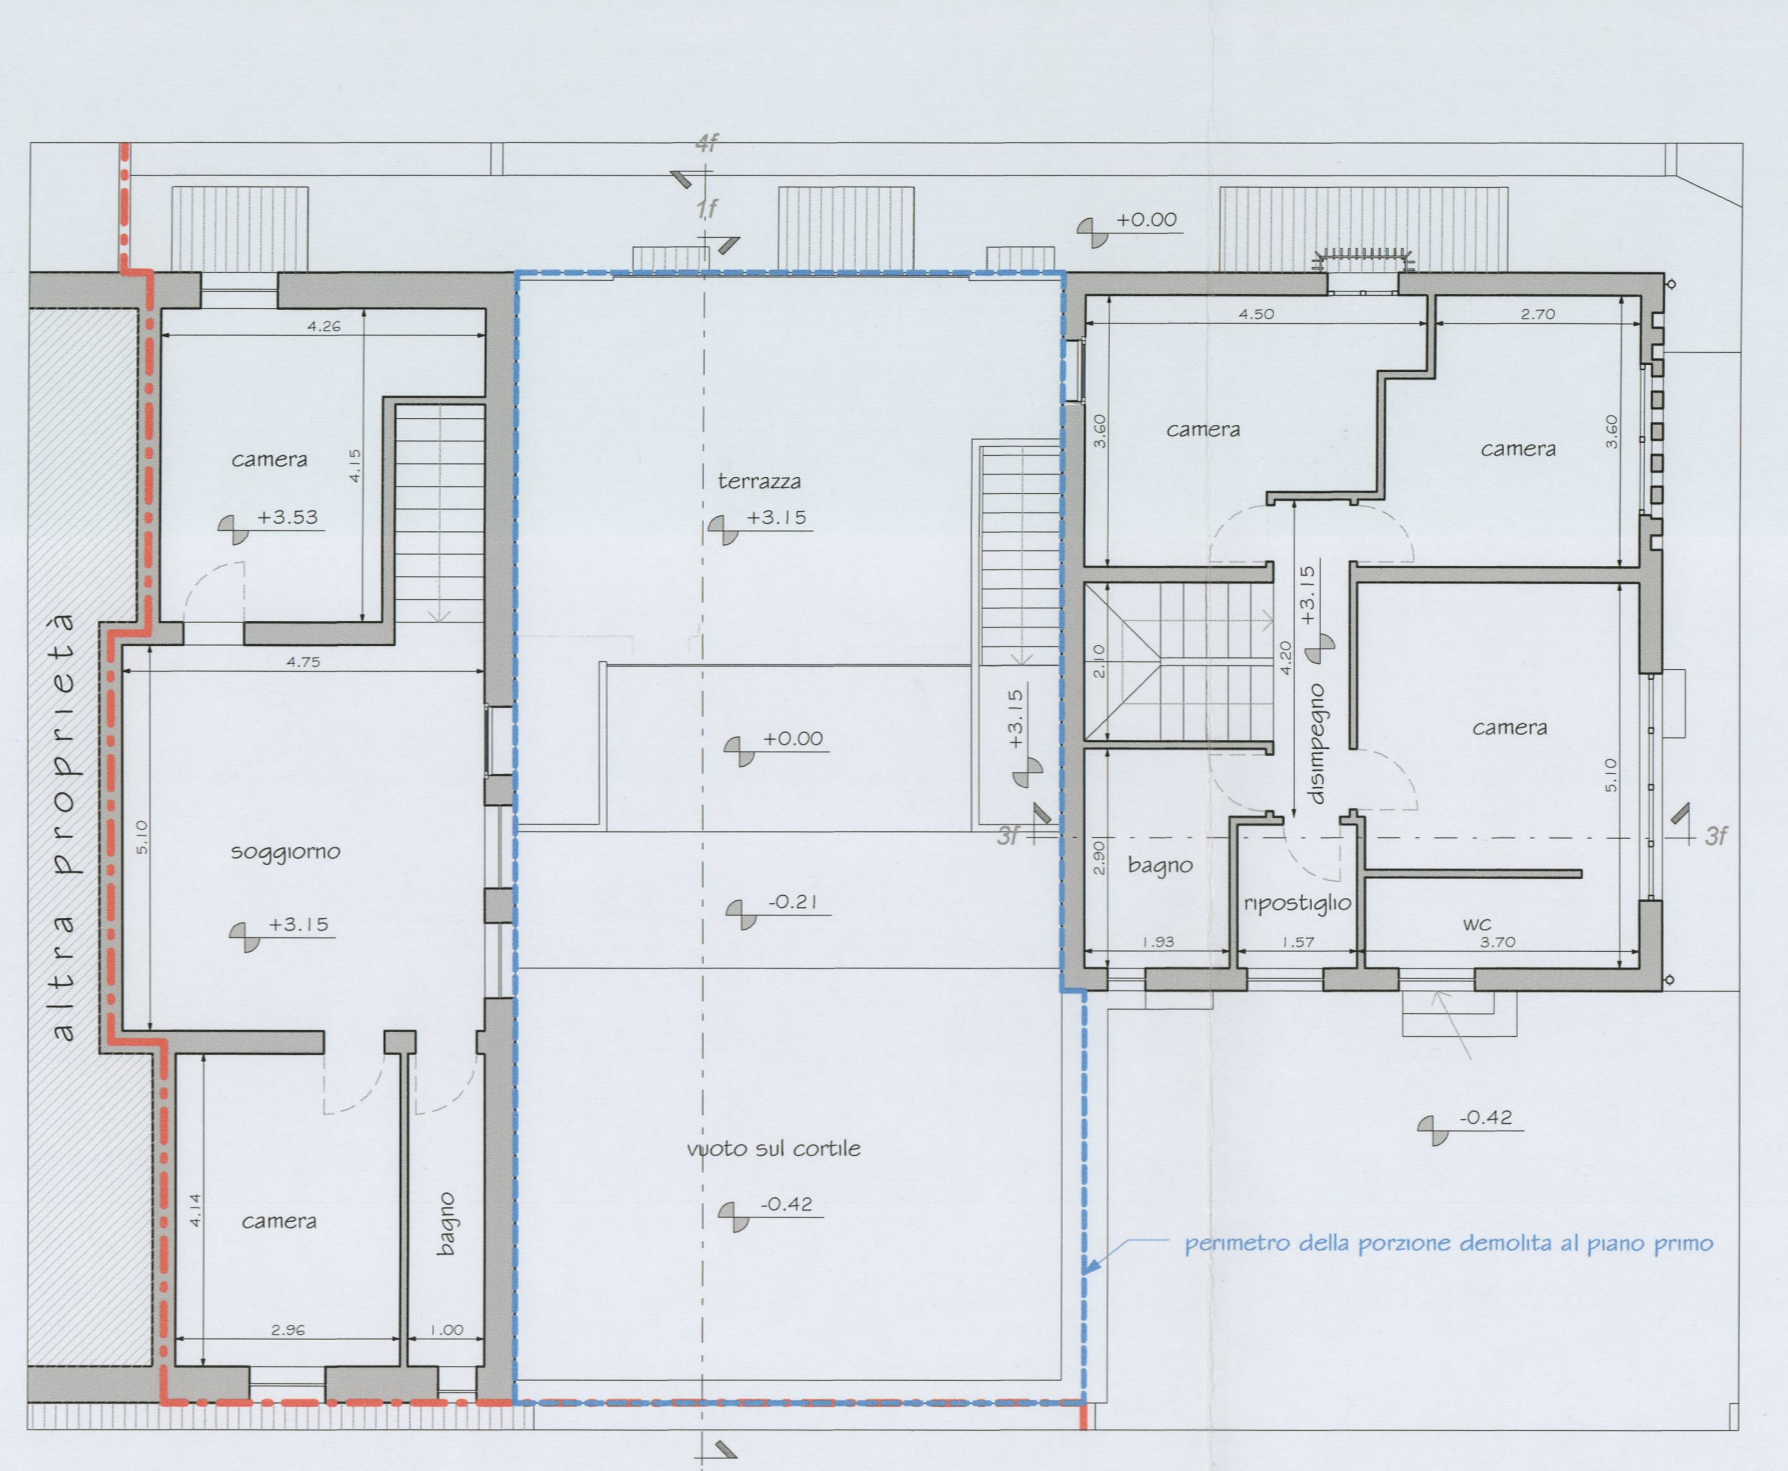 4f
1f
+0.00
4.26
4.50
2.70
camera
4.15
+3.53
terrazza
+3.15
3.60
camera
camera
3.60
4.75
altra proprietà
5.10
soggiorno
+3.15
+0.00
+3.15
-0.21
2.10
4.20
+3.15
disimpegno
camera
5.10
3f
3f
2.90
bagno
ripostiglio
wc
1.93
1.57
3.70
-0.42
vuoto sul cortile
-0.42
4.14
camera
bagno
2.96
1.00
perimetro della porzione demolita al piano primo